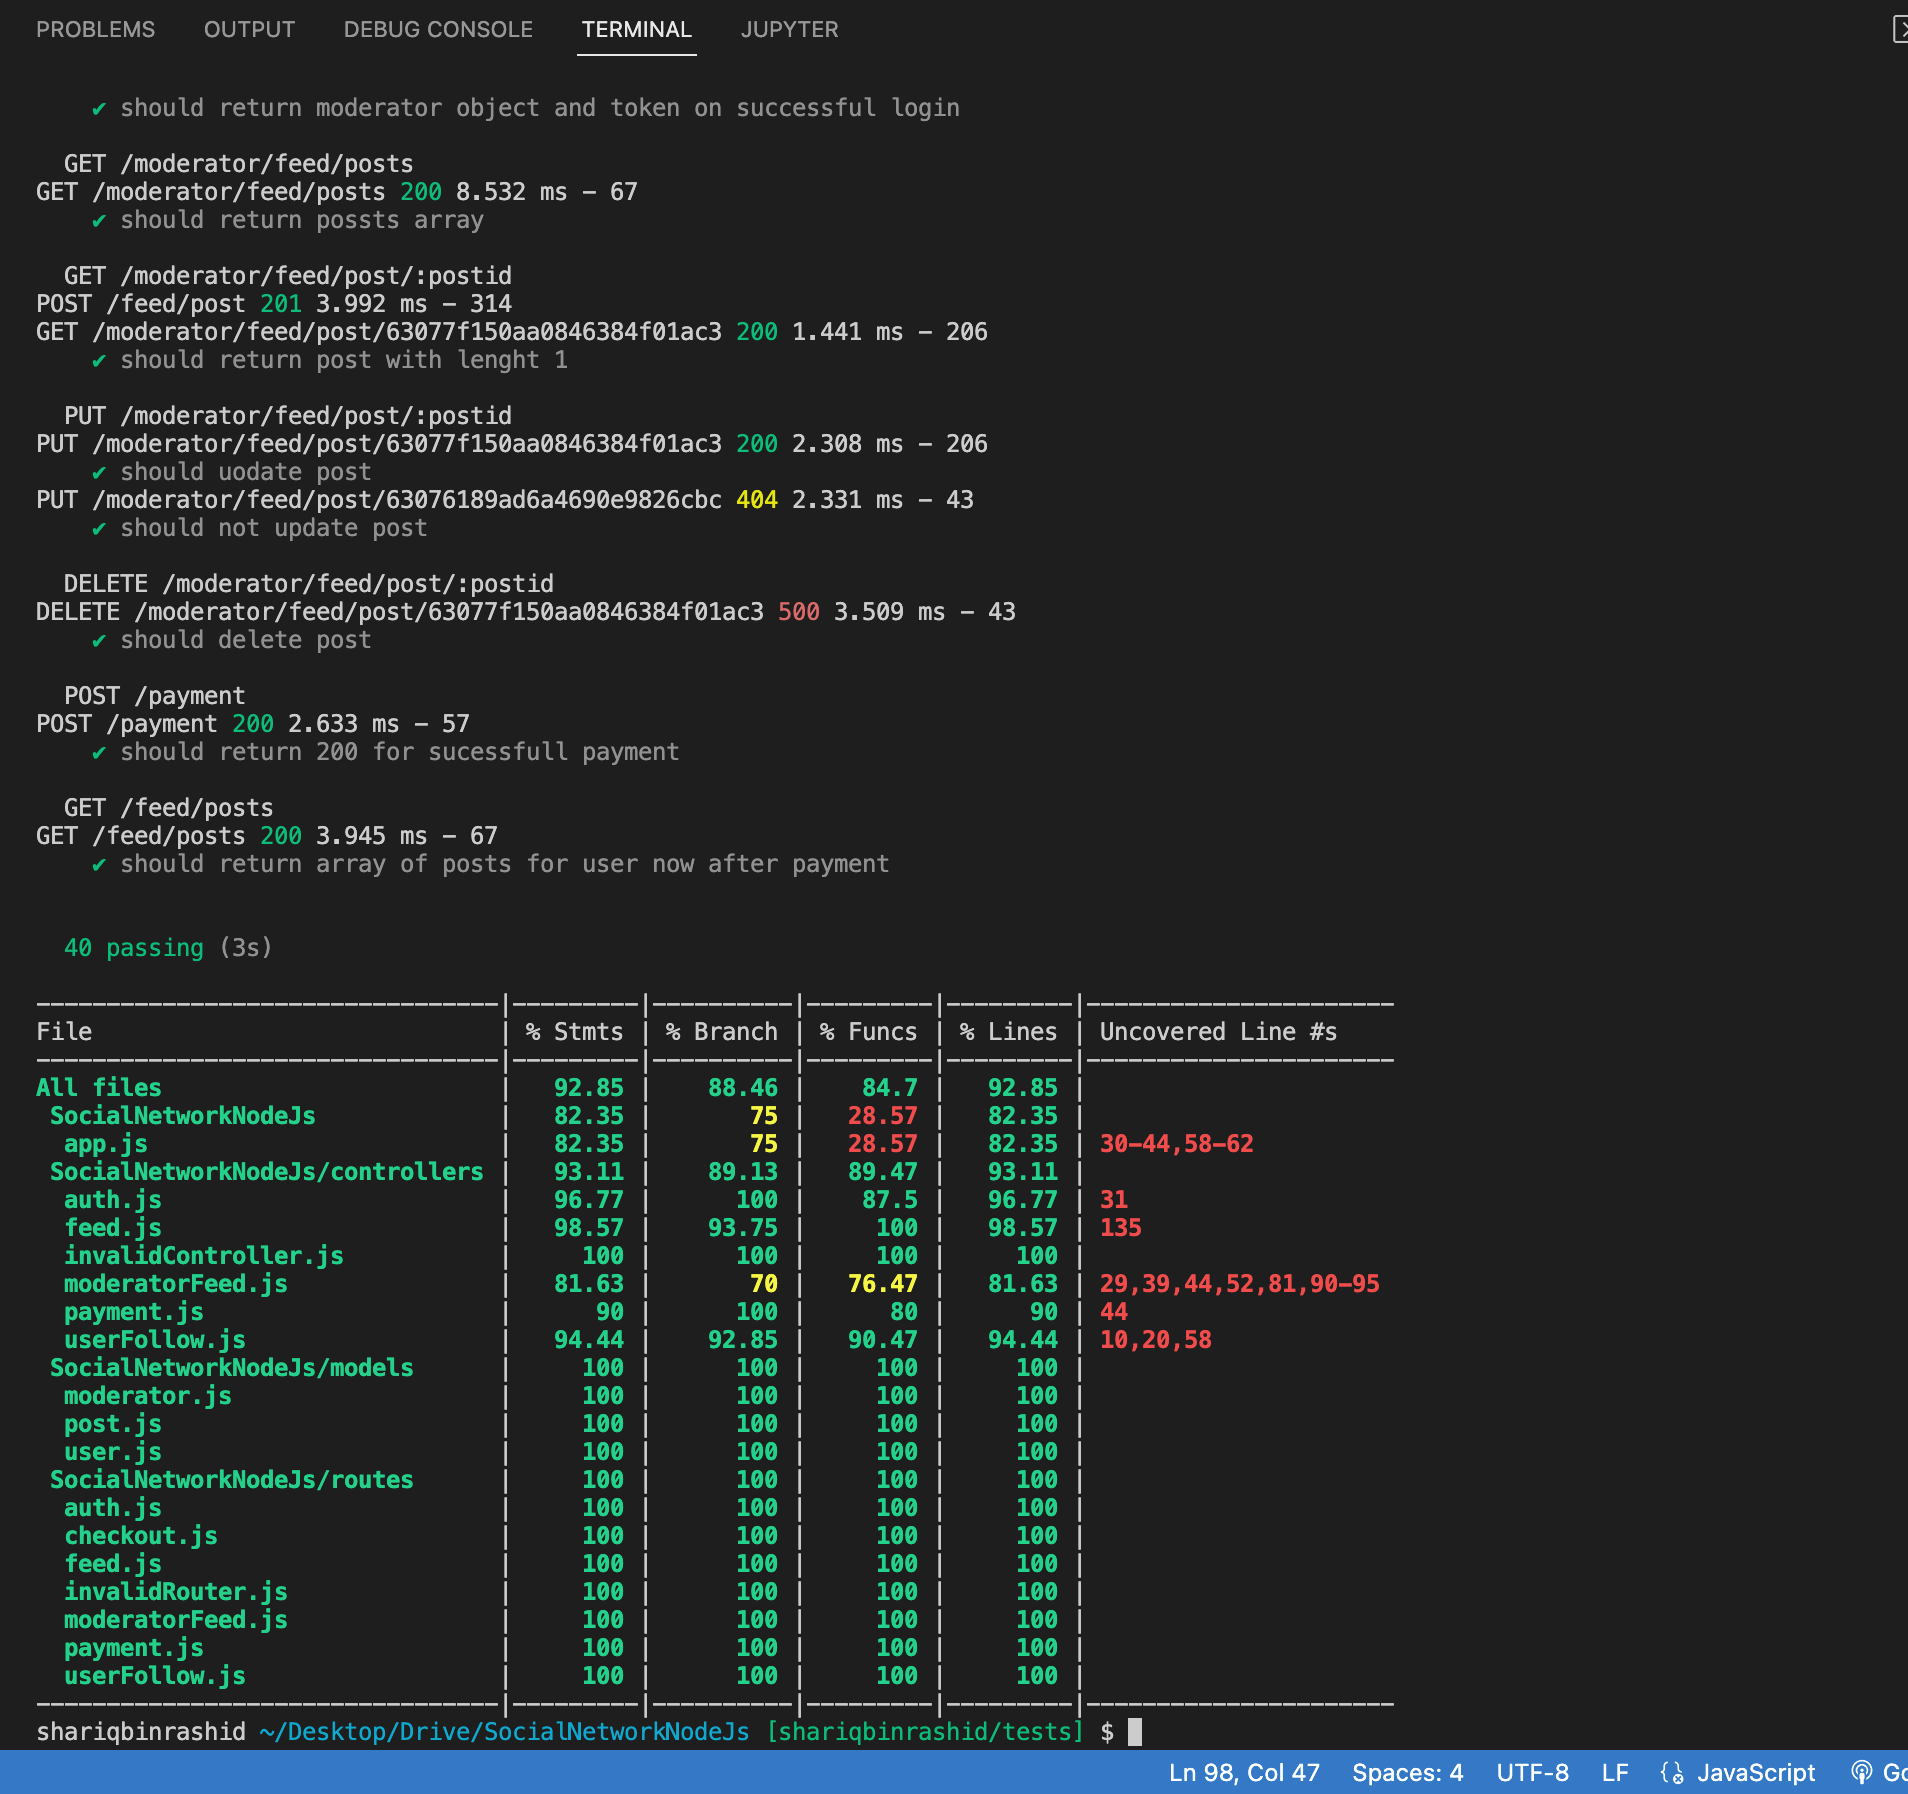 PROBLEMS OUTPUT DEBUG CONSOLE TERMINAL JUPYTER
✔ should return moderator object and token on successful login
GET /moderator/feed/posts
GET /moderator/feed/posts 200 8.532 ms - 67
✔ should return possts array
GET /moderator/feed/post/:postid
POST /feed/post 201 3.992 ms - 314
GET /moderator/feed/post/63077f150aa0846384f01ac3 200 1.441 ms - 206
✔ should return post with lenght 1
PUT /moderator/feed/post/:postid
PUT /moderator/feed/post/63077f150aa0846384f01ac3 200 2.308 ms - 206
✔ should uodate post
PUT /moderator/feed/post/63076189ad6a4690e9826cbc 404 2.331 ms - 43
✔ should not update post
DELETE /moderator/feed/post/:postid
DELETE /moderator/feed/post/63077f150aa0846384f01ac3 500 3.509 ms - 43
✔ should delete post
POST /payment
POST /payment 200 2.633 ms - 57
✔ should return 200 for sucessfull payment
GET /feed/posts
GET /feed/posts 200 3.945 ms - 67
✔ should return array of posts for user now after payment
40 passing (3s)
File | % Stmts | % Branch | % Funcs | % Lines | Uncovered Line #s
All files | 92.85 | 88.46 | 84.7 | 92.85 |
SocialNetworkNodeJs | 82.35 | 75 | 28.57 | 82.35 |
app.js | 82.35 | 75 | 28.57 | 82.35 | 30-44,58-62
SocialNetworkNodeJs/controllers | 93.11 | 89.13 | 89.47 | 93.11 |
auth.js | 96.77 | 100 | 87.5 | 96.77 | 31
feed.js | 98.57 | 93.75 | 100 | 98.57 | 135
invalidController.js | 100 | 100 | 100 | 100 |
moderatorFeed.js | 81.63 | 70 | 76.47 | 81.63 | 29,39,44,52,81,90-95
payment.js | 90 | 100 | 80 | 90 | 44
userFollow.js | 94.44 | 92.85 | 90.47 | 94.44 | 10,20,58
SocialNetworkNodeJs/models | 100 | 100 | 100 | 100 |
moderator.js | 100 | 100 | 100 | 100 |
post.js | 100 | 100 | 100 | 100 |
user.js | 100 | 100 | 100 | 100 |
SocialNetworkNodeJs/routes | 100 | 100 | 100 | 100 |
auth.js | 100 | 100 | 100 | 100 |
checkout.js | 100 | 100 | 100 | 100 |
feed.js | 100 | 100 | 100 | 100 |
invalidRouter.js | 100 | 100 | 100 | 100 |
moderatorFeed.js | 100 | 100 | 100 | 100 |
payment.js | 100 | 100 | 100 | 100 |
userFollow.js | 100 | 100 | 100 | 100 |
shariqbinrashid ~/Desktop/Drive/SocialNetworkNodeJs [shariqbinrashid/tests] $
Ln 98, Col 47 Spaces: 4 UTF-8 LF JavaScript